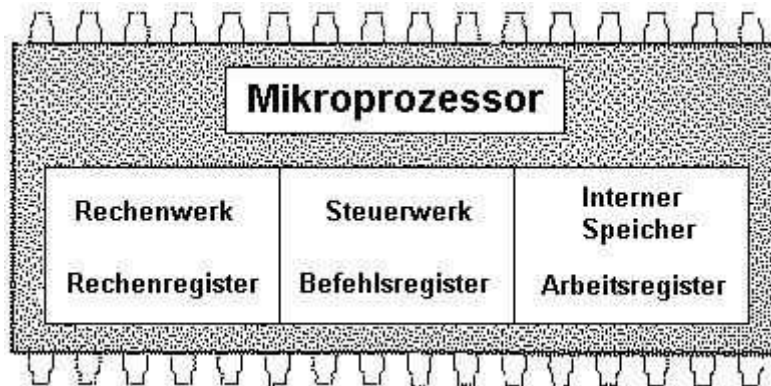 Mikroprozessor
Rechenwerk
Rechenregister
Steuerwerk
Befehlsregister
Interner
Speicher
Arbeitsregister